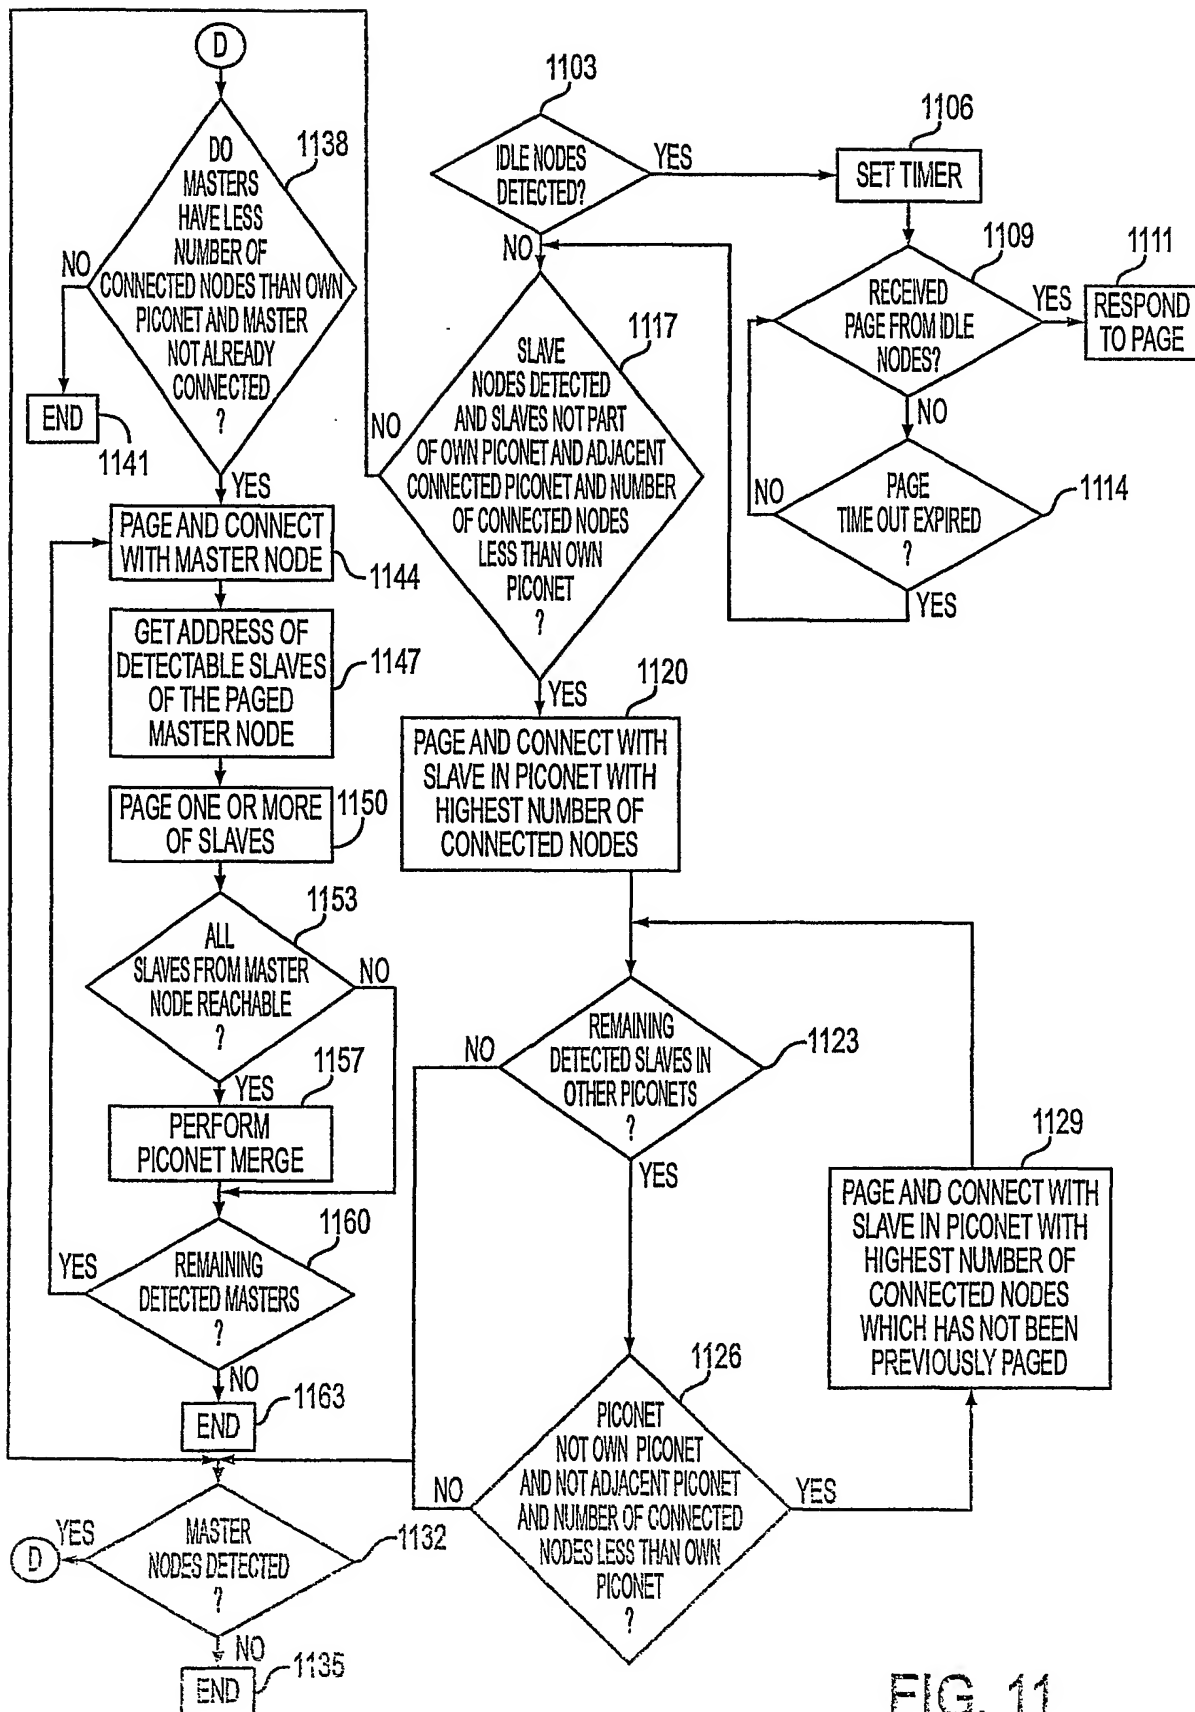 D
DO
MASTERS
HAVE LESS
NUMBER OF
CONNECTED NODES THAN OWN
PICONET AND MASTER
NOT ALREADY
CONNECTED
?
1138
NO
END
1141
YES
PAGE AND CONNECT
WITH MASTER NODE
1144
GET ADDRESS OF
DETECTABLE SLAVES
OF THE PAGED
MASTER NODE
1147
PAGE ONE OR MORE
OF SLAVES
1150
1153
ALL
SLAVES FROM MASTER
NODE REACHABLE
?
NO
YES
1157
PERFORM
PICONET MERGE
1160
YES
REMAINING
DETECTED MASTERS
?
NO
END
1163
YES
D
MASTER
NODES DETECTED
?
1132
NO
END
1135
1103
IDLE NODES
DETECTED?
YES
NO
1106
SET TIMER
1109
RECEIVED
PAGE FROM IDLE
NODES?
YES
1111
RESPOND
TO PAGE
NO
PAGE
TIME OUT EXPIRED
?
1114
NO
YES
1117
SLAVE
NODES DETECTED
AND SLAVES NOT PART
OF OWN PICONET AND ADJACENT
CONNECTED PICONET AND NUMBER
OF CONNECTED NODES
LESS THAN OWN
PICONET
?
NO
YES
1120
PAGE AND CONNECT WITH
SLAVE IN PICONET WITH
HIGHEST NUMBER OF
CONNECTED NODES
REMAINING
DETECTED SLAVES IN
OTHER PICONETS
?
1123
NO
YES
1126
PICONET
NOT OWN PICONET
AND NOT ADJACENT PICONET
AND NUMBER OF CONNECTED
NODES LESS THAN OWN
PICONET
?
NO
YES
1129
PAGE AND CONNECT WITH
SLAVE IN PICONET WITH
HIGHEST NUMBER OF
CONNECTED NODES
WHICH HAS NOT BEEN
PREVIOUSLY PAGED
FIG. 11